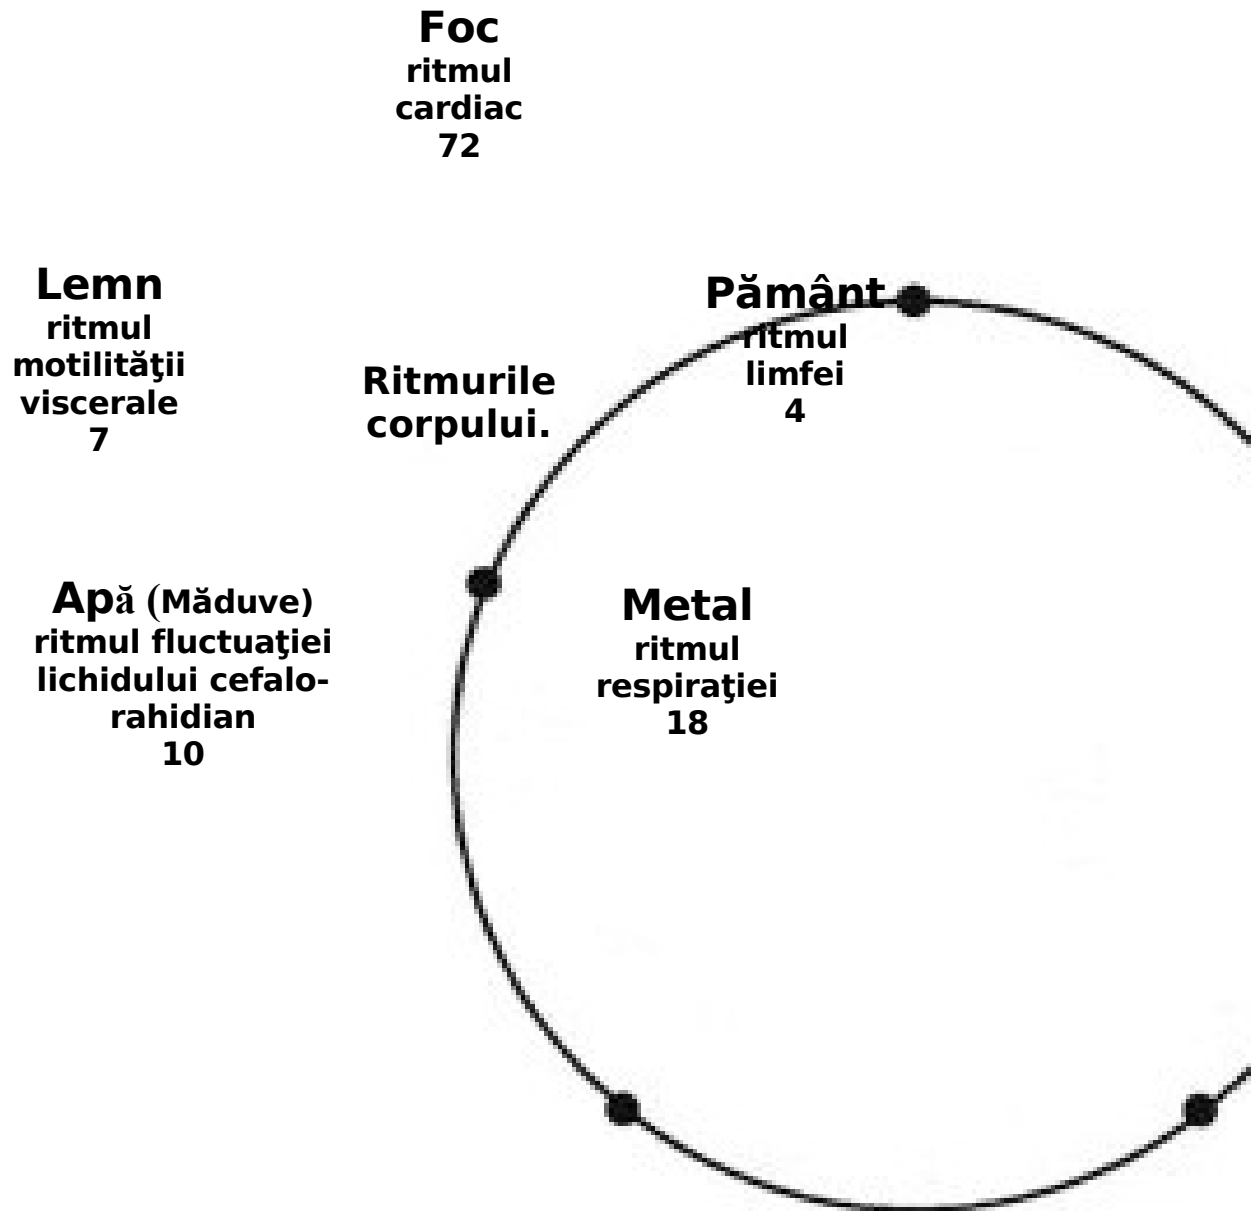 Foc
ritmul
cardiac
72
Lemn
ritmul
motilităţii
viscerale
7
Ritmurile
corpului.
Pământ
ritmul
limfei
4
Apă (Măduve)
ritmul fluctuaţiei
lichidului cefalo-
rahidian
10
Metal
ritmul
respiraţiei
18